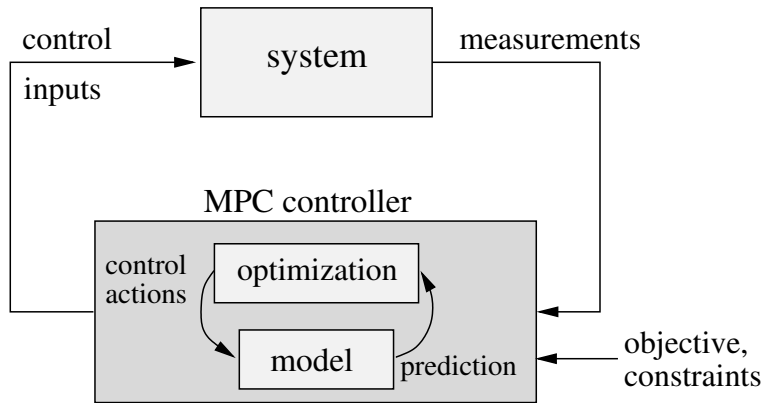 control
inputs
system
measurements
MPC controller
control
actions
optimization
model
prediction
objective,
constraints